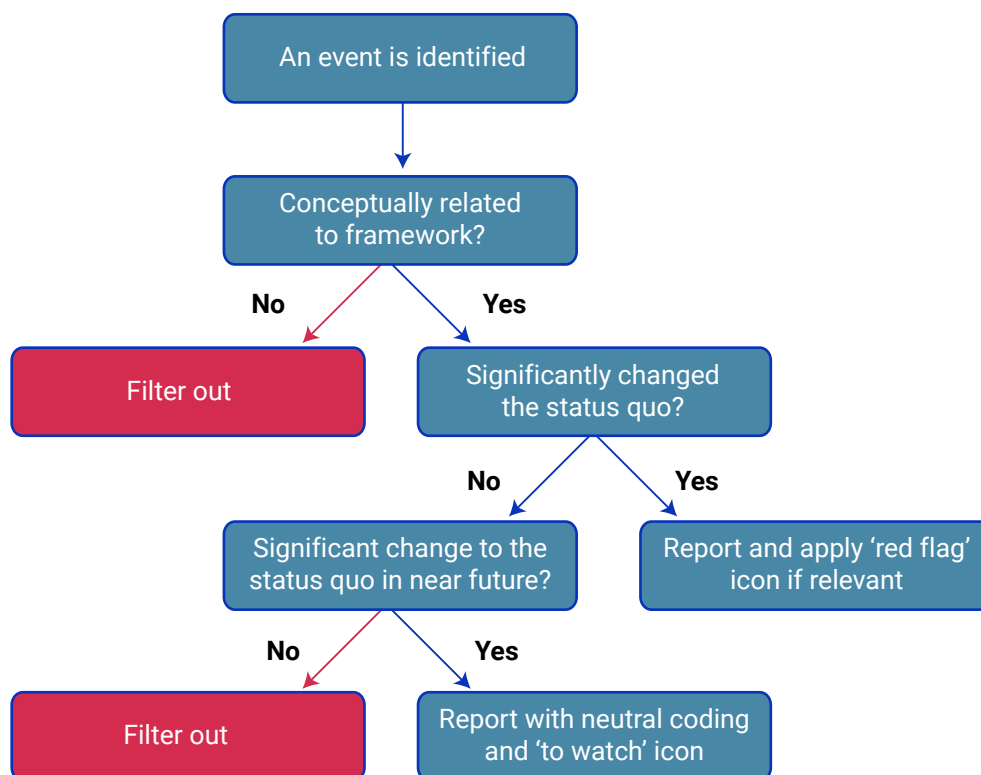 An event is identified
Conceptually related
to framework?
No
Yes
Filter out
Significantly changed
the status quo?
No
Yes
Significant change to the
status quo in near future?
Report and apply ‘red flag’
icon if relevant
No
Yes
Filter out
Report with neutral coding
and ‘to watch’ icon